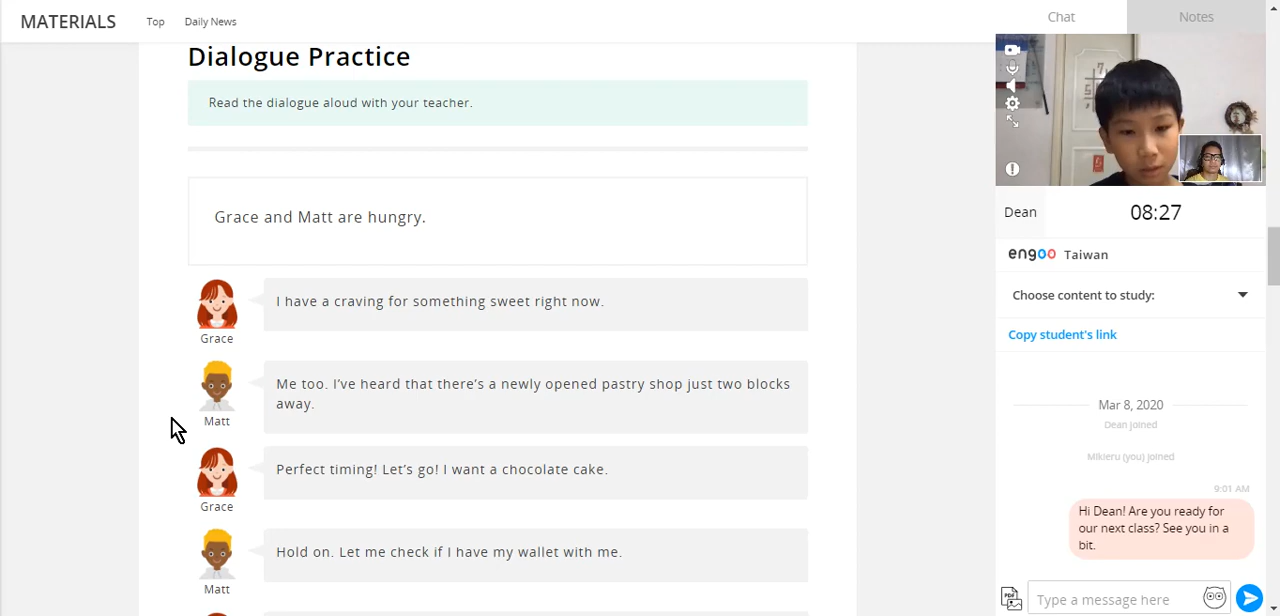 MATERIALS Top Daily News
Chat Notes
Dialogue Practice
Read the dialogue aloud with your teacher.
Grace and Matt are hungry.
I have a craving for something sweet right now.
Grace
Me too. I've heard that there's a newly opened pastry shop just two blocks
away.
Matt
Perfect timing! Let's go! I want a chocolate cake.
Grace
Hold on. Let me check if I have my wallet with me.
Matt
Dean 08:27
engoo Taiwan
Choose content to study:
Copy student's link
Mar 8, 2020
Dean joined
Mikieru (you) joined
9:01 AM
Hi Dean! Are you ready for
our next class? See you in a
bit.
PDF
Type a message here